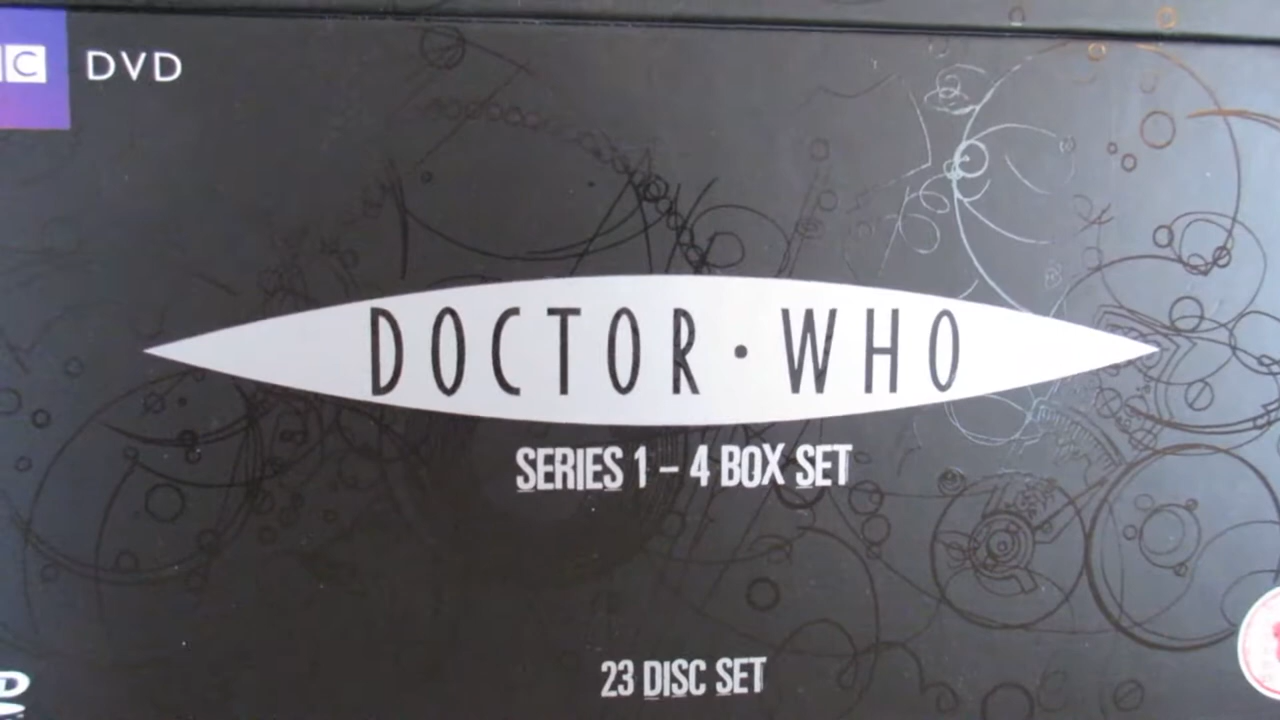 DVD
DOCTOR · WHO
SERIES 1 – 4 BOX SET
23 DISC SET